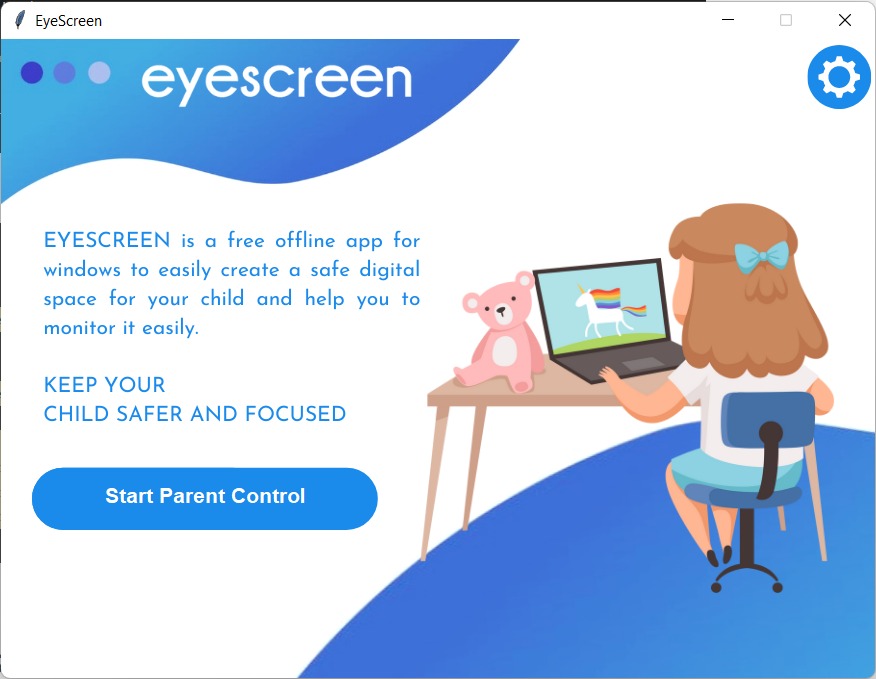 EyeScreen
eyescreen
EYESCREEN is a free offline app for
windows to easily create a safe digital
space for your child and help you to
monitor it easily.
KEEP YOUR
CHILD SAFER AND FOCUSED
Start Parent Control